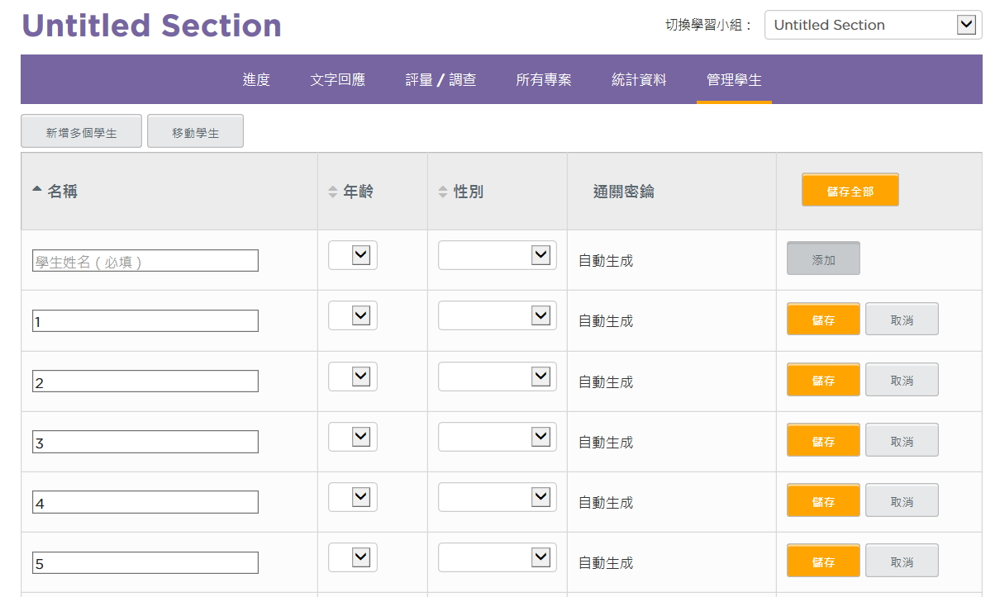 Untitled Section
切換學習小組： Untitled Section
進度 文字回應 評量 / 調查 所有專案 統計資料 管理學生
新增多個學生 移動學生
名稱 年齡 性別 通關密鑰 儲存全部
學生姓名（必填） 自動生成 添加
1 自動生成 儲存 取消
2 自動生成 儲存 取消
3 自動生成 儲存 取消
4 自動生成 儲存 取消
5 自動生成 儲存 取消